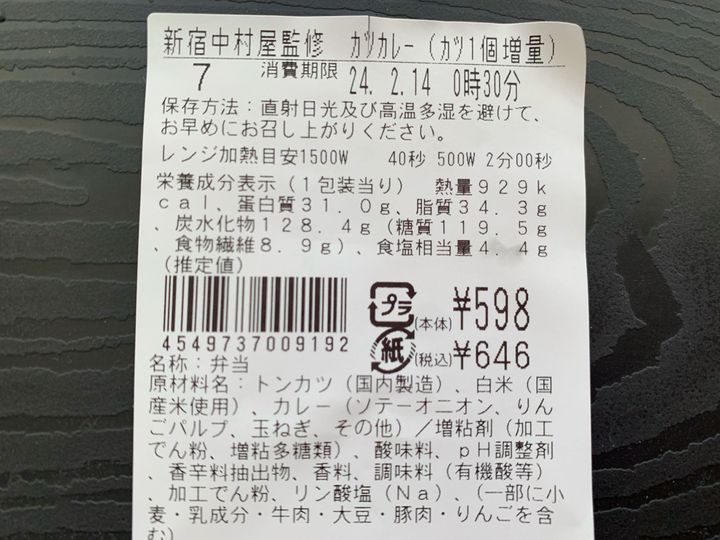 新宿中村屋監修 カツカレー(カツ1個増量)
7 消費期限 24. 2.14 0時30分
保存方法:直射日光及び高温多湿を避けて、
お早めにお召し上がりください。
レンジ加熱目安1500W 40秒 500W 2分00秒
栄養成分表示(1包装当り) 熱量929k
cal、蛋白質31.0g、脂質34.3g
、炭水化物128.4g(糖質119.5g
、食物繊維8.9g)、食塩相当量4.4g
(推定値)
プラ
(本体)¥598
4549737009192
紙
(税込)¥646
名称:弁当
原材料名:トンカツ(国内製造)、白米(国
産米使用)、カレー(ソテーオニオン、りん
ごパルプ、玉ねぎ、その他)/増粘剤(加工
でん粉、増粘多糖類)、酸味料、pH調整剤
、香辛料抽出物、香料、調味料(有機酸等)
、加工でん粉、リン酸塩(Na)、(一部に小
麦・乳成分・牛肉・大豆・豚肉・りんごを含
む)